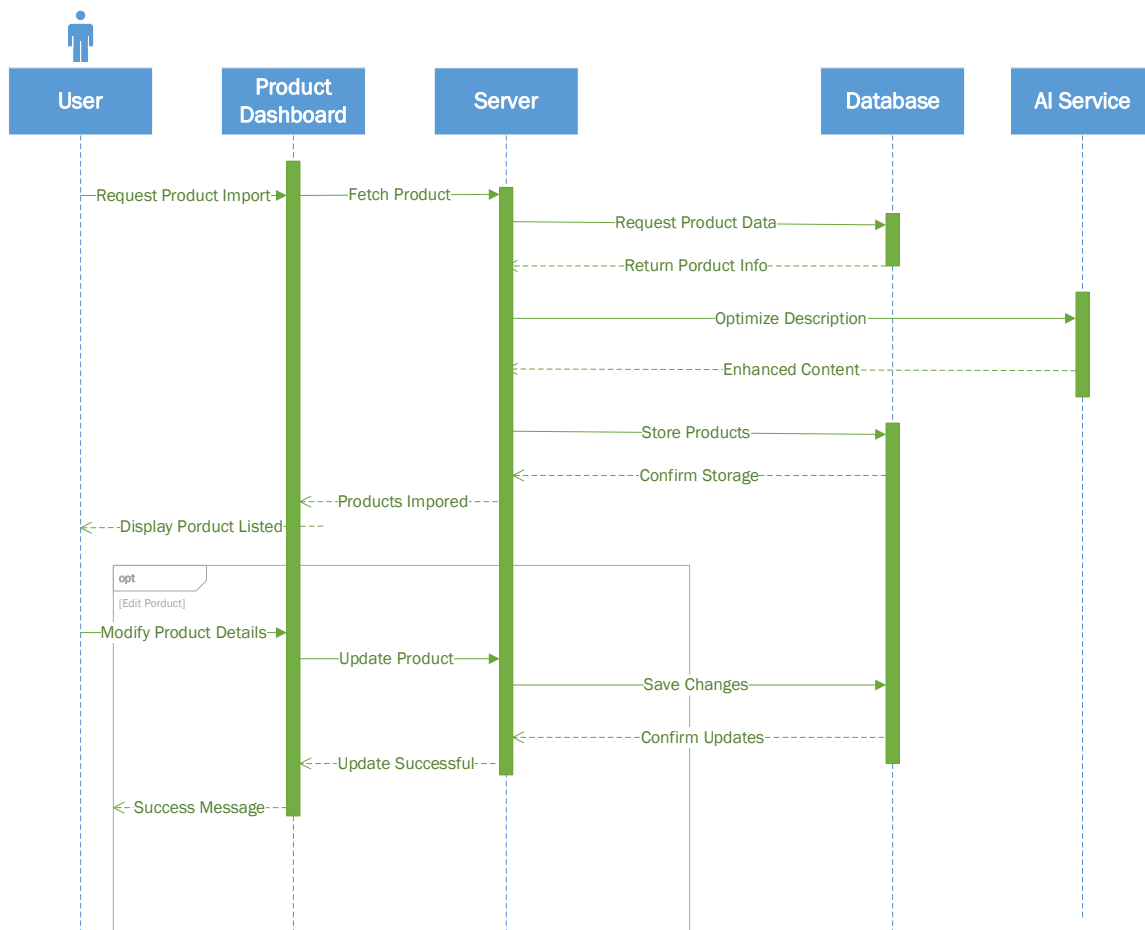 User
Product
Dashboard
Server
Database
AI Service
Request Product Import
Fetch Product
Request Product Data
Return Porduct Info
Optimize Description
Enhanced Content
Store Products
Confirm Storage
Products Impored
Display Porduct Listed
opt
[Edit Porduct]
Modify Product Details
Update Product
Save Changes
Confirm Updates
Update Successful
Success Message